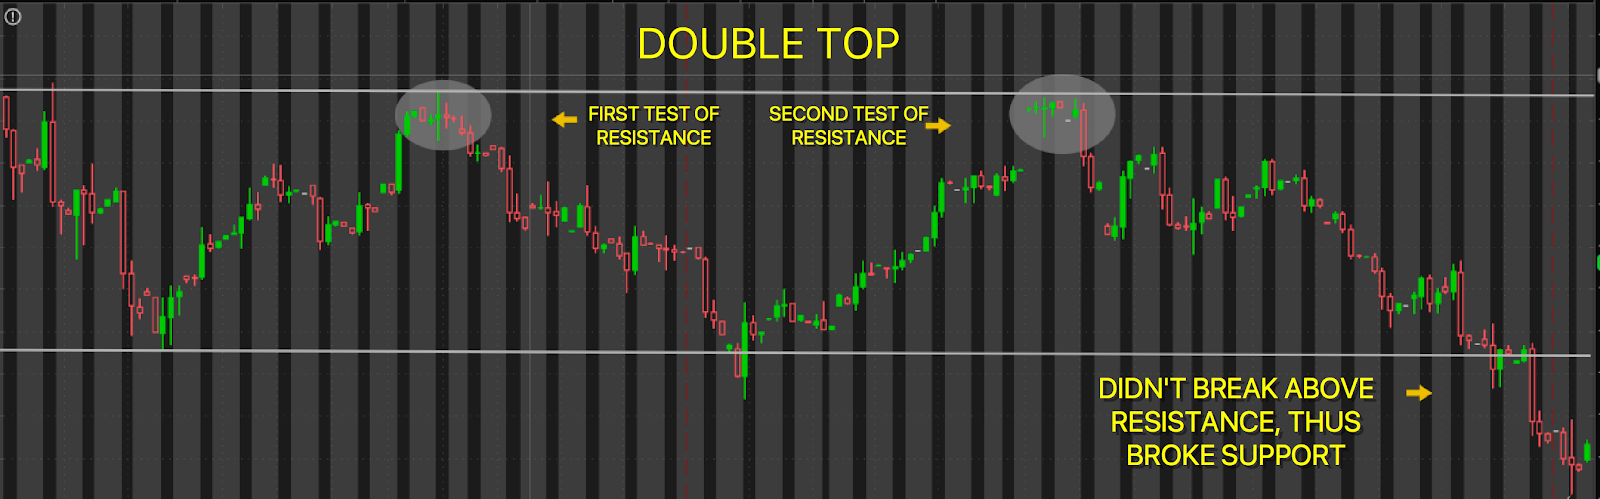 DOUBLE TOP
FIRST TEST OF
RESISTANCE
SECOND TEST OF
RESISTANCE
DIDN'T BREAK ABOVE
RESISTANCE, THUS
BROKE SUPPORT